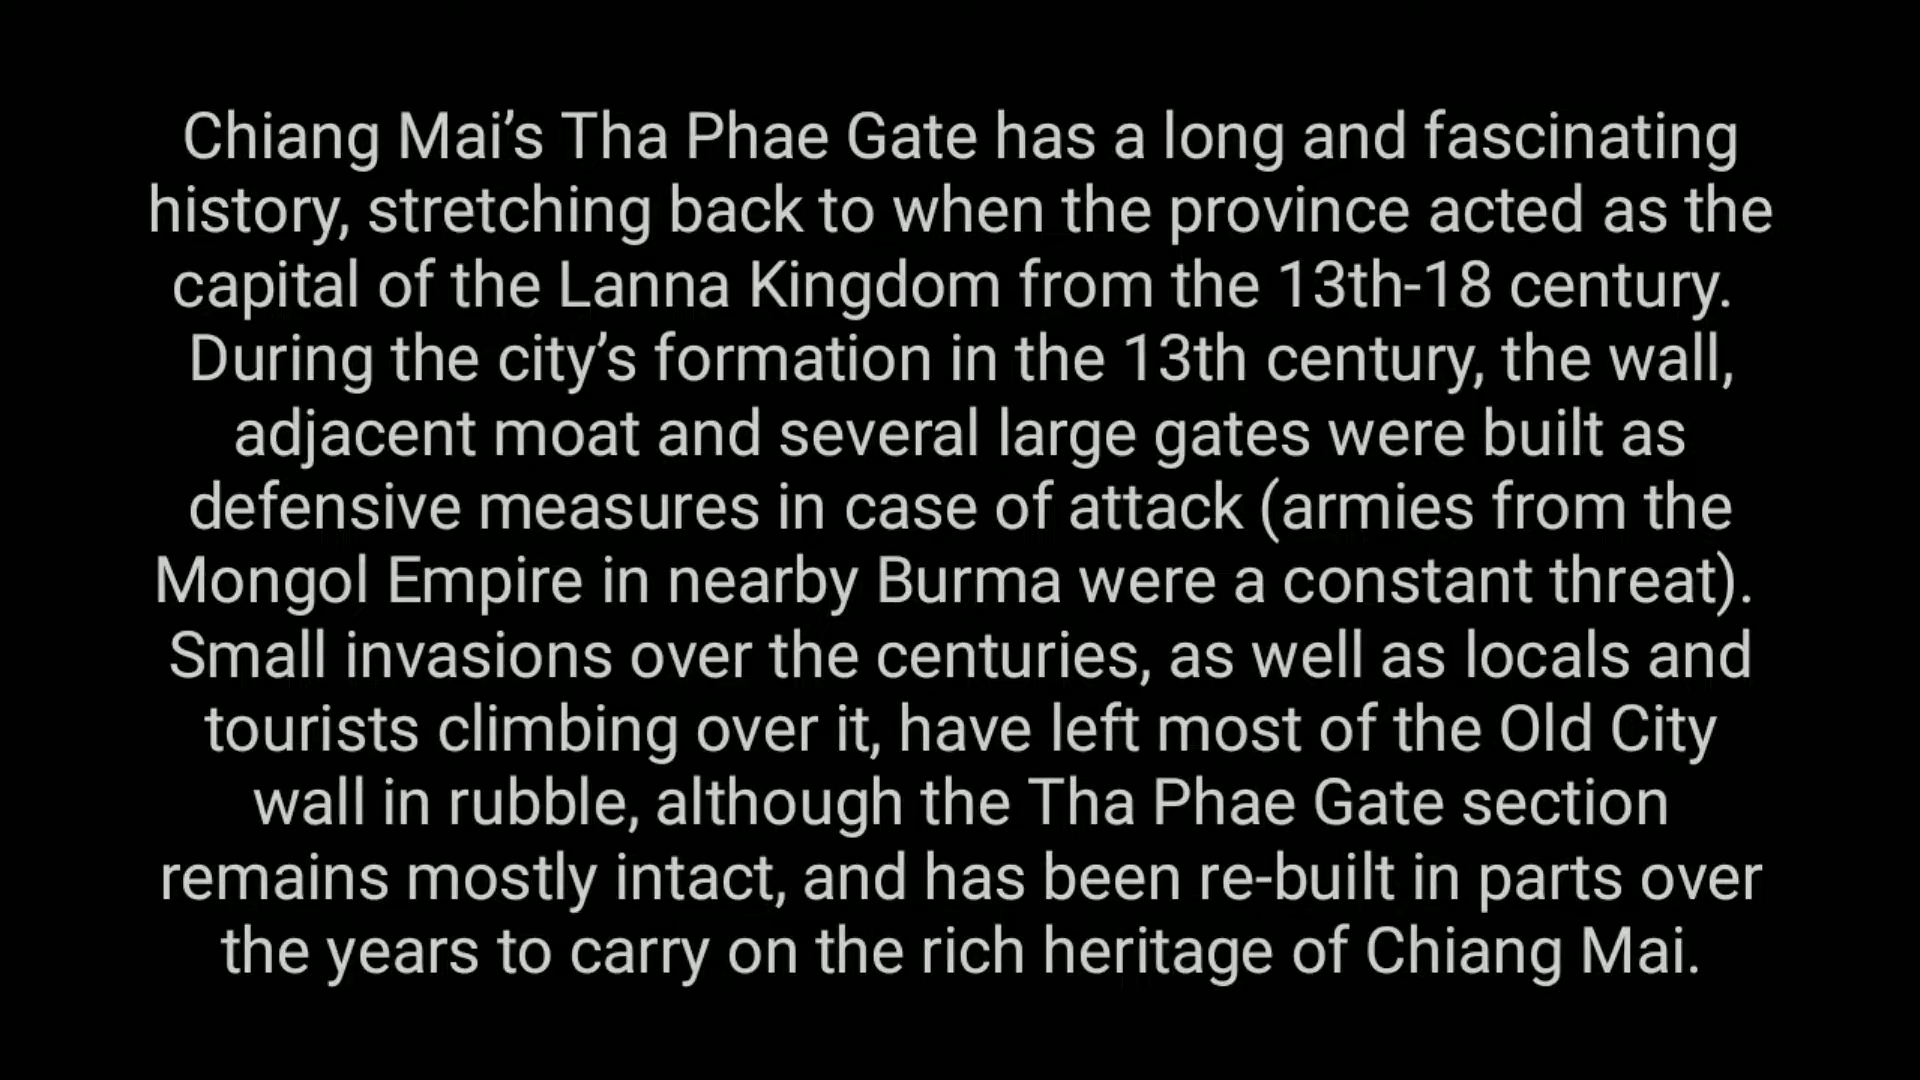 Chiang Mai’s Tha Phae Gate has a long and fascinating
history, stretching back to when the province acted as the
capital of the Lanna Kingdom from the 13th-18 century.
During the city’s formation in the 13th century, the wall,
adjacent moat and several large gates were built as
defensive measures in case of attack (armies from the
Mongol Empire in nearby Burma were a constant threat).
Small invasions over the centuries, as well as locals and
tourists climbing over it, have left most of the Old City
wall in rubble, although the Tha Phae Gate section
remains mostly intact, and has been re-built in parts over
the years to carry on the rich heritage of Chiang Mai.